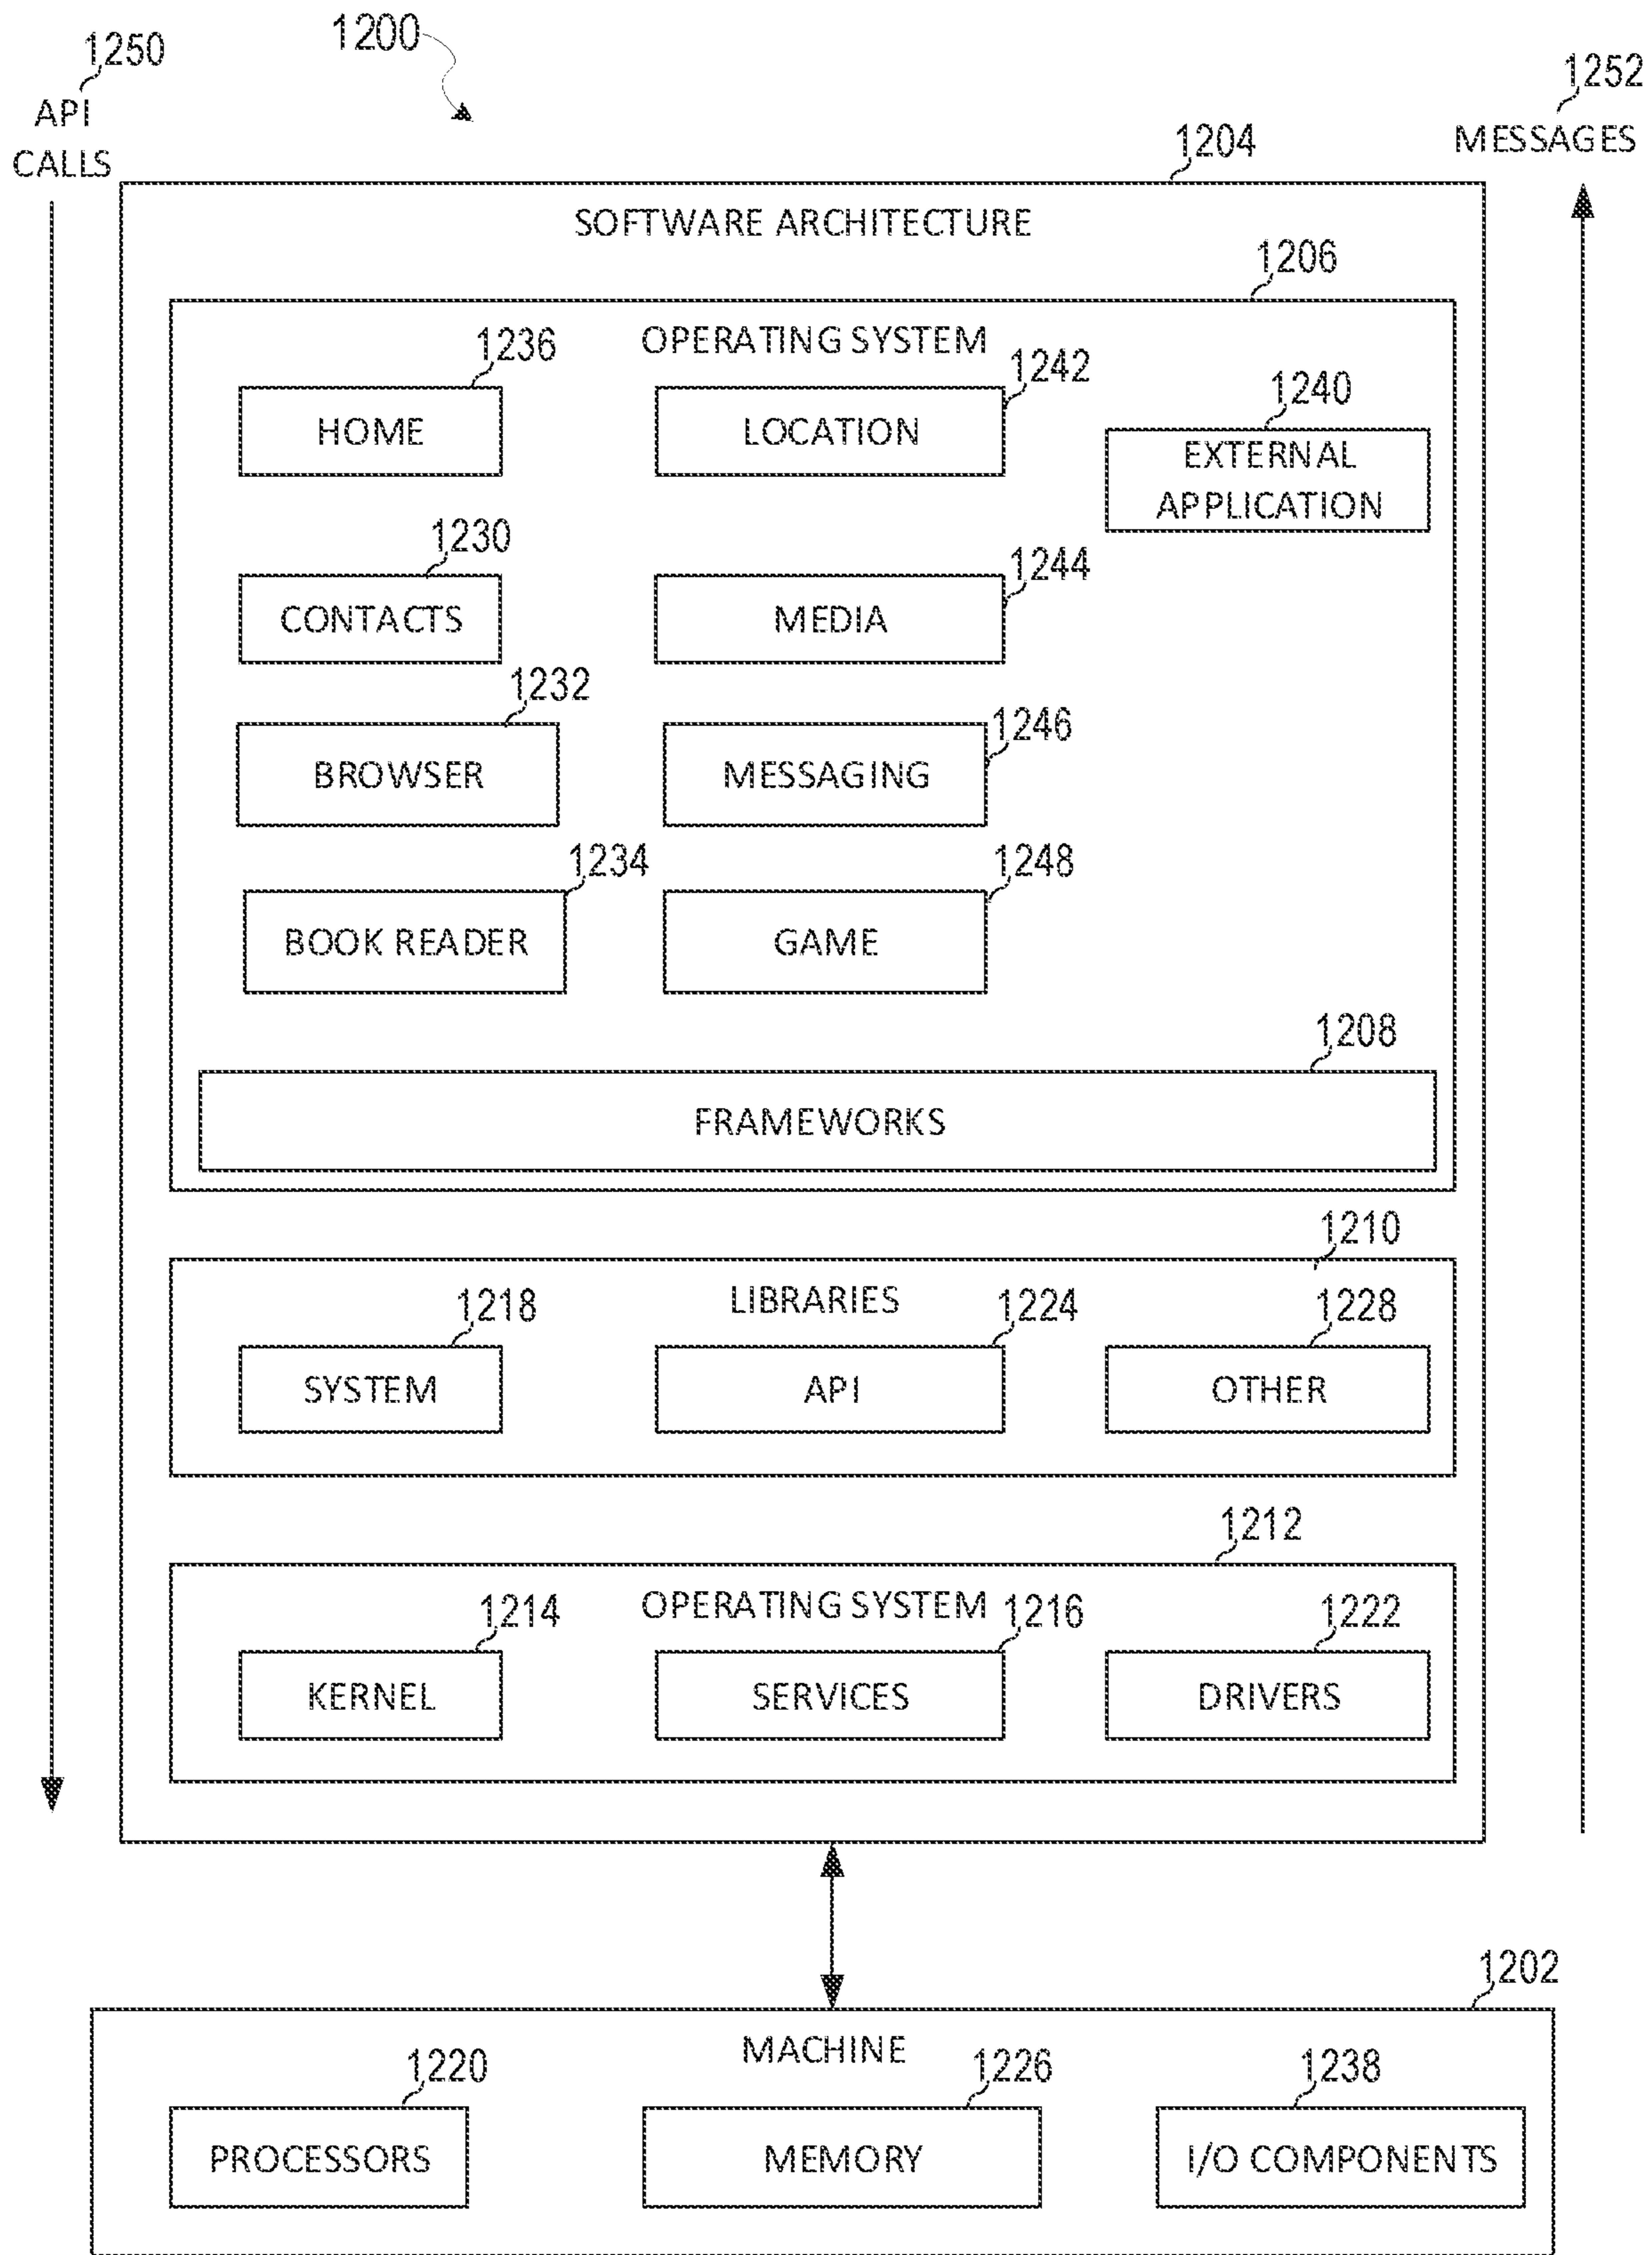 1250
1200
1252
API
CALLS
MESSAGES
1204
SOFTWARE ARCHITECTURE
1206
OPERATING SYSTEM
1236
1242
1240
HOME
LOCATION
EXTERNAL
APPLICATION
1230
1244
CONTACTS
MEDIA
1232
1246
BROWSER
MESSAGING
1234
1248
BOOK READER
GAME
1208
FRAMEWORKS
1210
LIBRARIES
1218
1224
1228
SYSTEM
API
OTHER
1212
OPERATING SYSTEM
1214
1216
1222
KERNEL
SERVICES
DRIVERS
1202
MACHINE
1220
1226
1238
PROCESSORS
MEMORY
I/O COMPONENTS